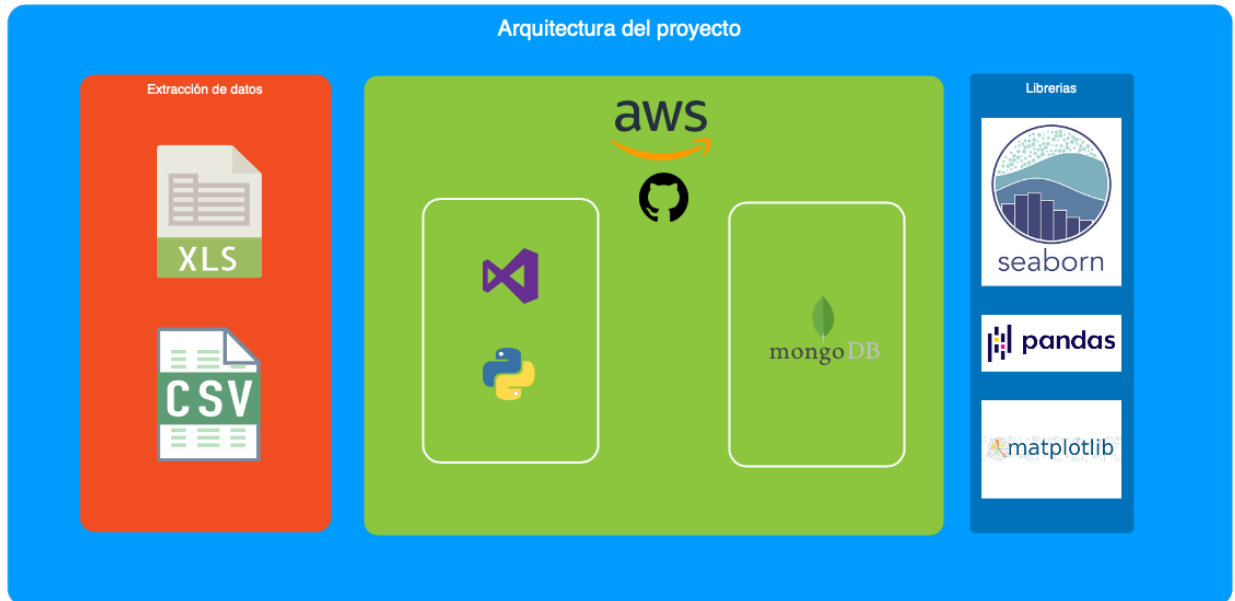 Arquitectura del proyecto
Extracción de datos
XLS
CSV
aws
mongoDB
Librerias
seaborn
pandas
matplotlib